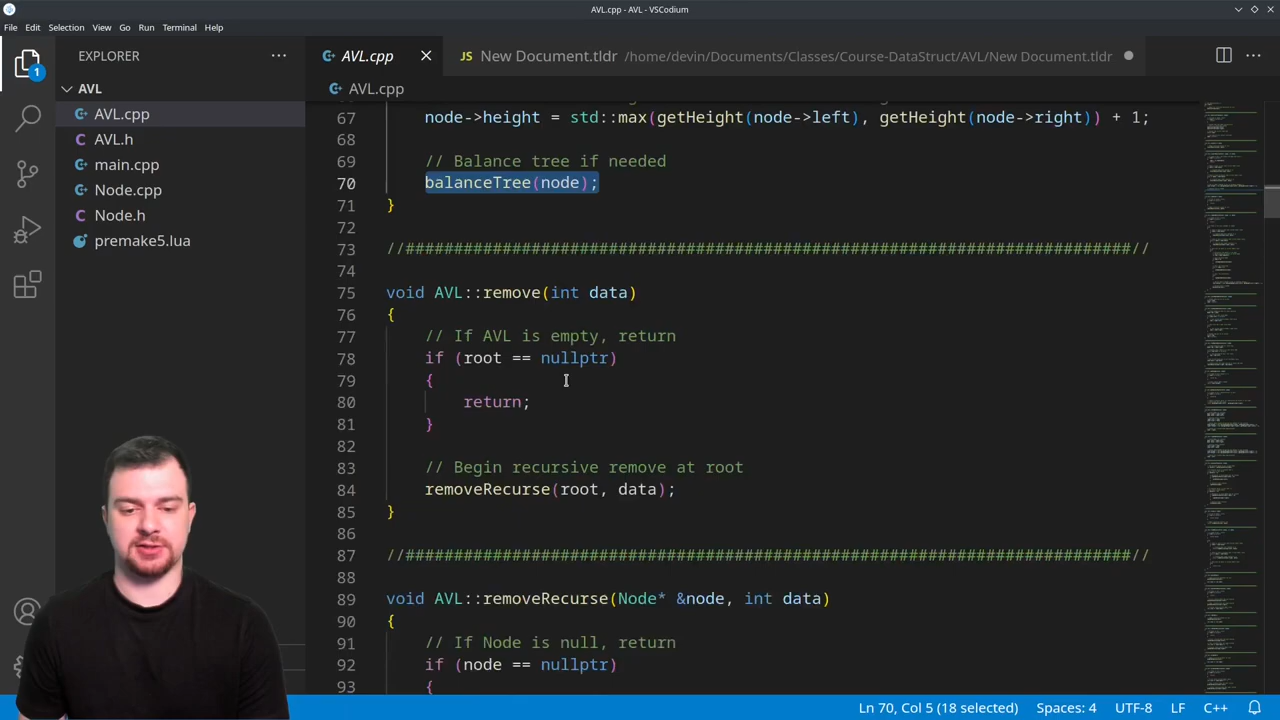 AVL.cpp - AVL - VSCodium
File Edit Selection View Go Run Terminal Help
1
EXPLORER
AVL
AVL.cpp
AVL.h
main.cpp
Node.cpp
Node.h
premake5.lua
AVL.cpp
JS New Document.tldr /home/devin/Documents/Classes/Course-DataStruct/AVL/New Document.tldr
AVL.cpp
67 node->height = std::max(getHeight(node->left), getHeight(node->right)) + 1;
68
69 // Balance tree if needed
70 balanceTree(node);
71 }
72
73 //###########################################################################//
74
75 void AVL::remove(int data)
76 {
77 // If AVL is empty, return
78 if (root == nullptr)
79 {
80 return;
81 }
82
83 // Begin recursive remove at root
84 removeRecurse(root, data);
85 }
86
87 //###########################################################################//
88
89 void AVL::removeRecurse(Node* &node, int data)
90 {
91 // If Node is null, return
92 if (node == nullptr)
93 {
Ln 70, Col 5 (18 selected) Spaces: 4 UTF-8 LF C++